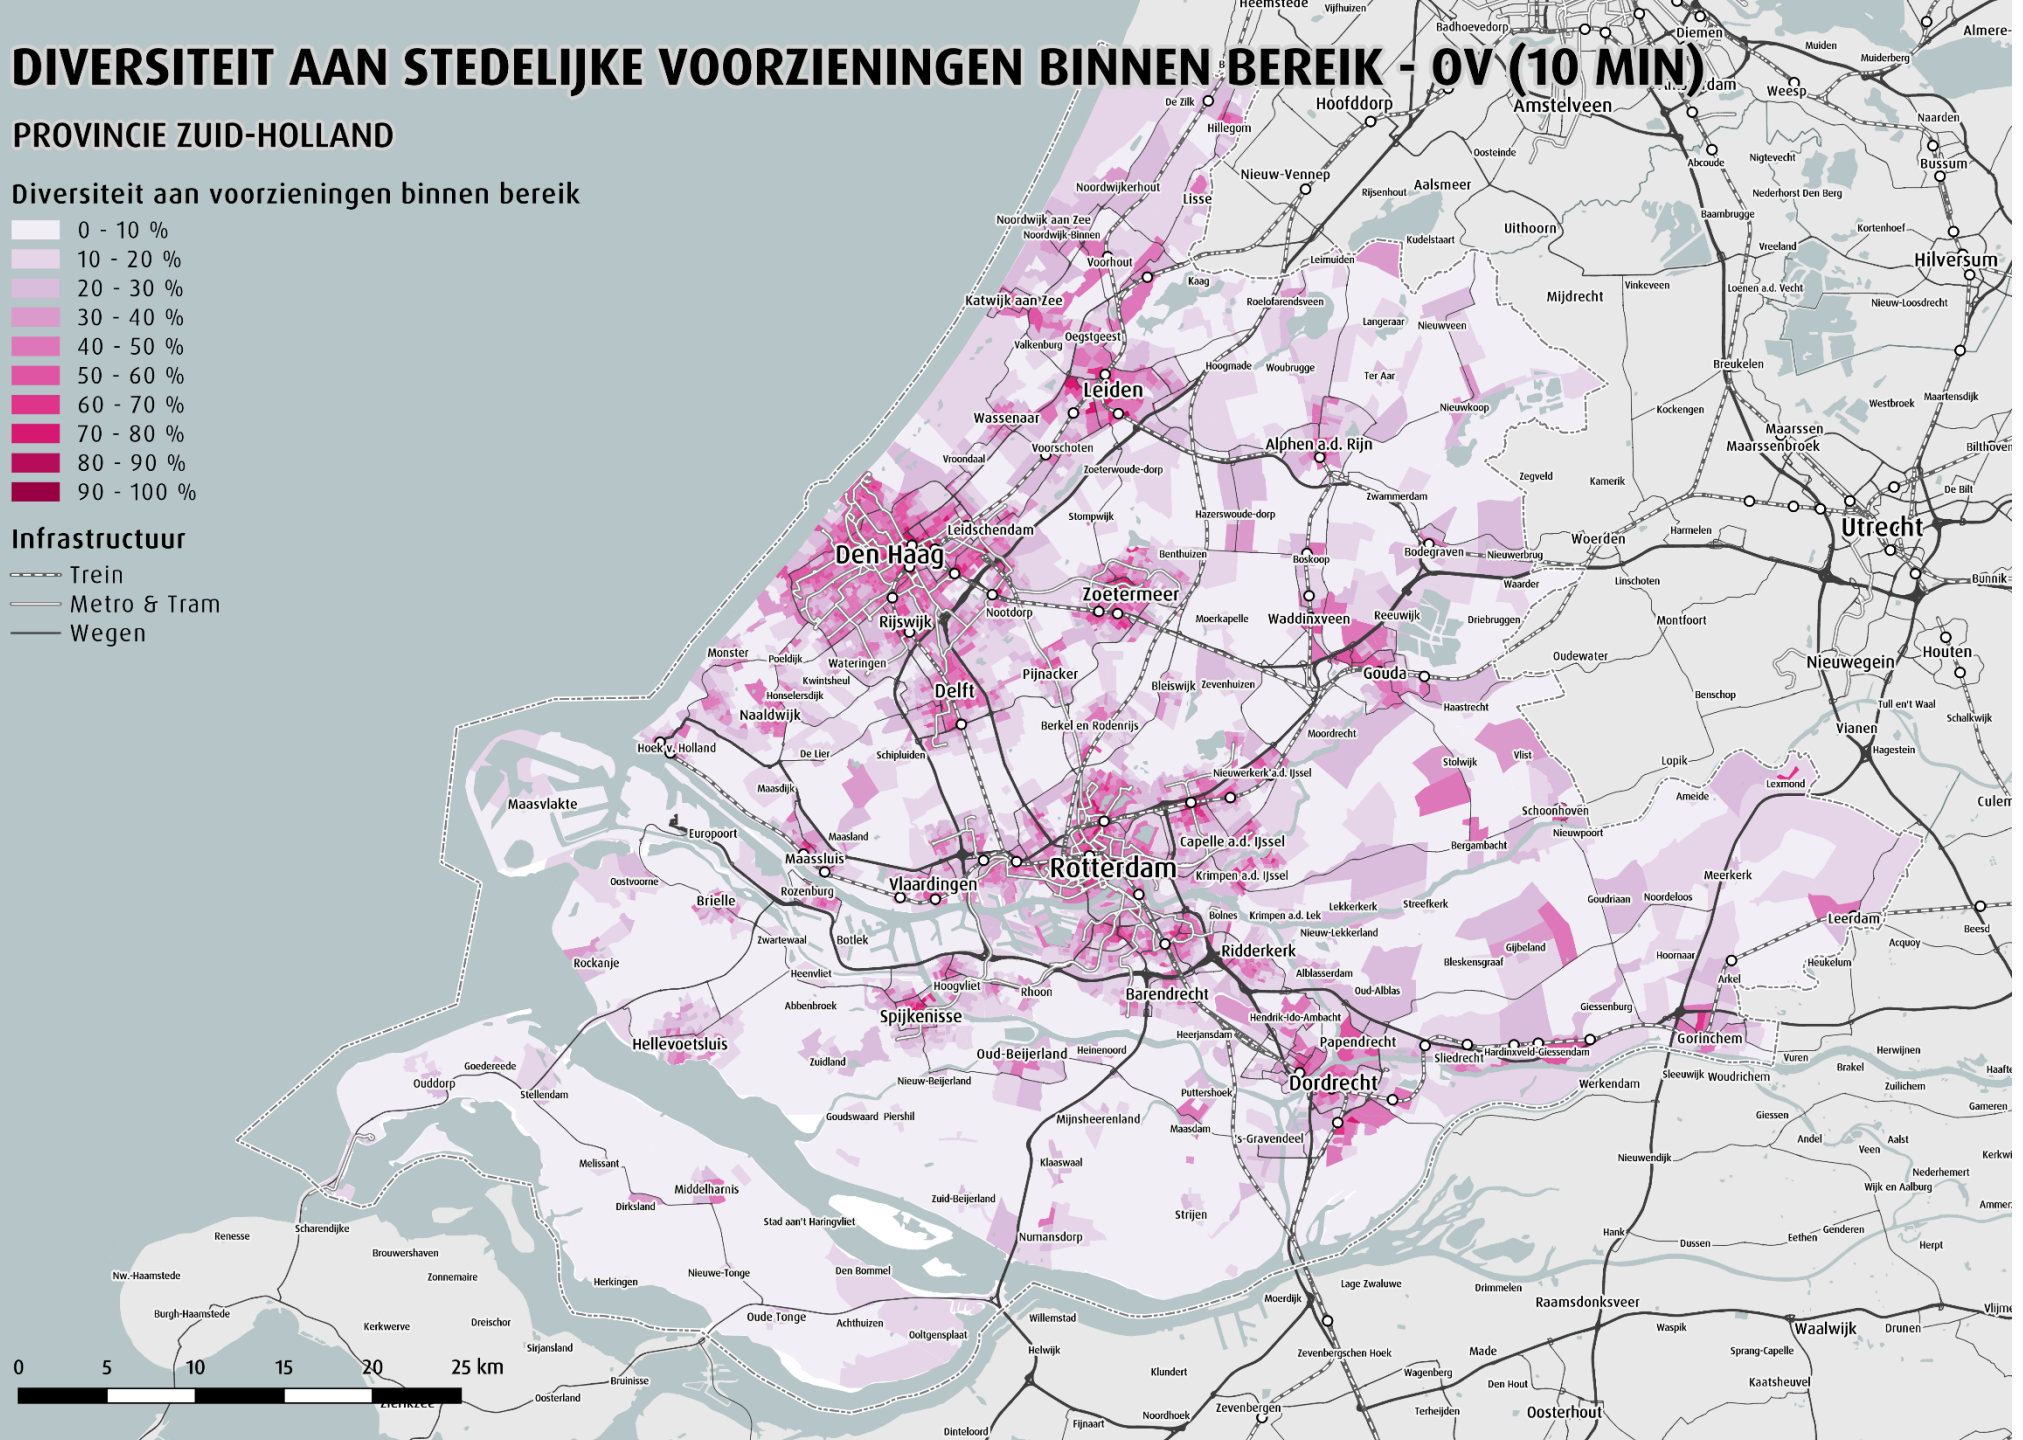 DIVERSITEIT AAN STEDELIJKE VOORZIENINGEN BINNEN BEREIK - OV (10 MIN)
PROVINCIE ZUID-HOLLAND
Diversiteit aan voorzieningen binnen bereik
0 - 10 %
10 - 20 %
20 - 30 %
30 - 40 %
40 - 50 %
50 - 60 %
60 - 70 %
70 - 80 %
80 - 90 %
90 - 100 %
Infrastructuur
Trein
Metro & Tram
Wegen
Heemstede
Vijfhuizen
Badhoevedorp
Diemen
Muiden
Almere-
Muiderberg
De Zilk
Hoofddorp
Amstelveen
Weesp
Hillegom
Naarden
Oosteinde
Abcoude
Nigtevecht
Bussum
Nieuw-Vennep
Noordwijkerhout
Lisse
Rijsenhout
Aalsmeer
Nederhorst Den Berg
Noordwijk aan Zee
Noordwijk-Binnen
Uithoorn
Baambrugge
Kortenhoef
Kudelstaart
Vreeland
Voorhout
Leimuiden
Hilversum
Kaag
Vinkeveen
Loenen a.d. Vecht
Katwijk aan Zee
Roelofarendsveen
Mijdrecht
Nieuw-Loosdrecht
Langeraar
Nieuwveen
Valkenburg
Oegstgeest
Hoogmade
Woubrugge
Ter Aar
Breukelen
Leiden
Wassenaar
Nieuwkoop
Kockengen
Westbroek
Maartensdijk
Voorschoten
Alphen a.d. Rijn
Maarssen
Maarssenbroek
Bilthoven
Vroondaal
Zoeterwoude-dorp
Zegveld
Kamerik
De Bilt
Zwammerdam
Stompwijk
Hazerswoude-dorp
Leidschendam
Den Haag
Utrecht
Harmelen
Woerden
Benthuizen
Boskoop
Bodegraven
Nieuwerbrug
Waarder
Linschoten
Bunnik
Zoetermeer
Nootdorp
Rijswijk
Moerkapelle
Waddinxveen
Reeuwijk
Driebruggen
Montfoort
Monster
Poeldijk
Wateringen
Kwintsheul
Oudewater
Nieuwegein
Houten
Honselersdijk
Delft
Pijnacker
Bleiswijk
Zevenhuizen
Gouda
Haastrecht
Benschop
Tull en't Waal
Naaldwijk
Berkel en Rodenrijs
Schalkwijk
Hoek v. Holland
De Lier
Schipluiden
Moordrecht
Vianen
Hagestein
Stolwijk
Vlist
Lopik
Nieuwerkerk a.d. Ijssel
Lexmond
Maasdijk
Ameide
Maasvlakte
Schoonhoven
Culem
Europoort
Maasland
Nieuwpoort
Capelle a.d. Ijssel
Bergambacht
Maassluis
Rotterdam
Krimpen a.d. Ijssel
Meerkerk
Oostvoorne
Vlaardingen
Rozenburg
Brielle
Goudriaan
Noordeloos
Lekkerkerk
Streefkerk
Bolnes
Krimpen a.d. Lek
Leerdam
Beesd
Zwartewaal
Botlek
Nieuw-Lekkerland
Acquoy
Ridderkerk
Gijbeland
Hoornaar
Rockanje
Heenvliet
Bleskensgraaf
Heukelum
Alblasserdam
Arkel
Hoogvliet
Rhoon
Barendrecht
Oud-Alblas
Abbenbroek
Spijkenisse
Giessenburg
Hendrik-Ido-Ambacht
Heerjansdam
Hellevoetsluis
Papendrecht
Gorinchem
Zuidland
Oud-Beijerland
Heinenoord
Sliedrecht
Hardinxveld-Giessendam
Vuren
Herwijnen
Goedereede
Ouddorp
Stellendam
Nieuw-Beijerland
Dordrecht
Werkendam
Sleeuwijk
Woudrichem
Brakel
Haafte
Zuilichem
Puttershoek
Goudswaard
Piershil
Mijnsheerenland
Maasdam
Giessen
Gameren
's-Gravendeel
Andel
Aalst
Veen
Melissant
Klaaswaal
Nieuwendijk
Kerkwi
Nederhemert
Middelharnis
Dirksland
Zuid-Beijerland
Wijk en Aalburg
Ammer
Stad aan't Haringvliet
Strijen
Scharendijke
Renesse
Numansdorp
Hank
Dussen
Eethen
Genderen
Herpt
Brouwershaven
Nw.-Haamstede
Zonnemaire
Herkingen
Nieuwe-Tonge
Den Bommel
Lage Zwaluwe
Drimmelen
Moerdijk
Raamsdonksveer
Burgh-Haamstede
Kerkwerve
Dreischor
Oude Tonge
Achthuizen
Ooltgensplaat
Willemstad
Waspik
Waalwijk
Drunen
Vlijme
Sirjansland
Helwijk
Zevenbergschen Hoek
Made
Sprang-Capelle
Klundert
Wagenberg
Den Hout
Kaatsheuvel
Bruinisse
Oosterland
Zierikzee
Zevenbergen
Noordhoek
Fijnaart
Terheijden
Oosterhout
Dinteloord
0 5 10 15 20 25 km